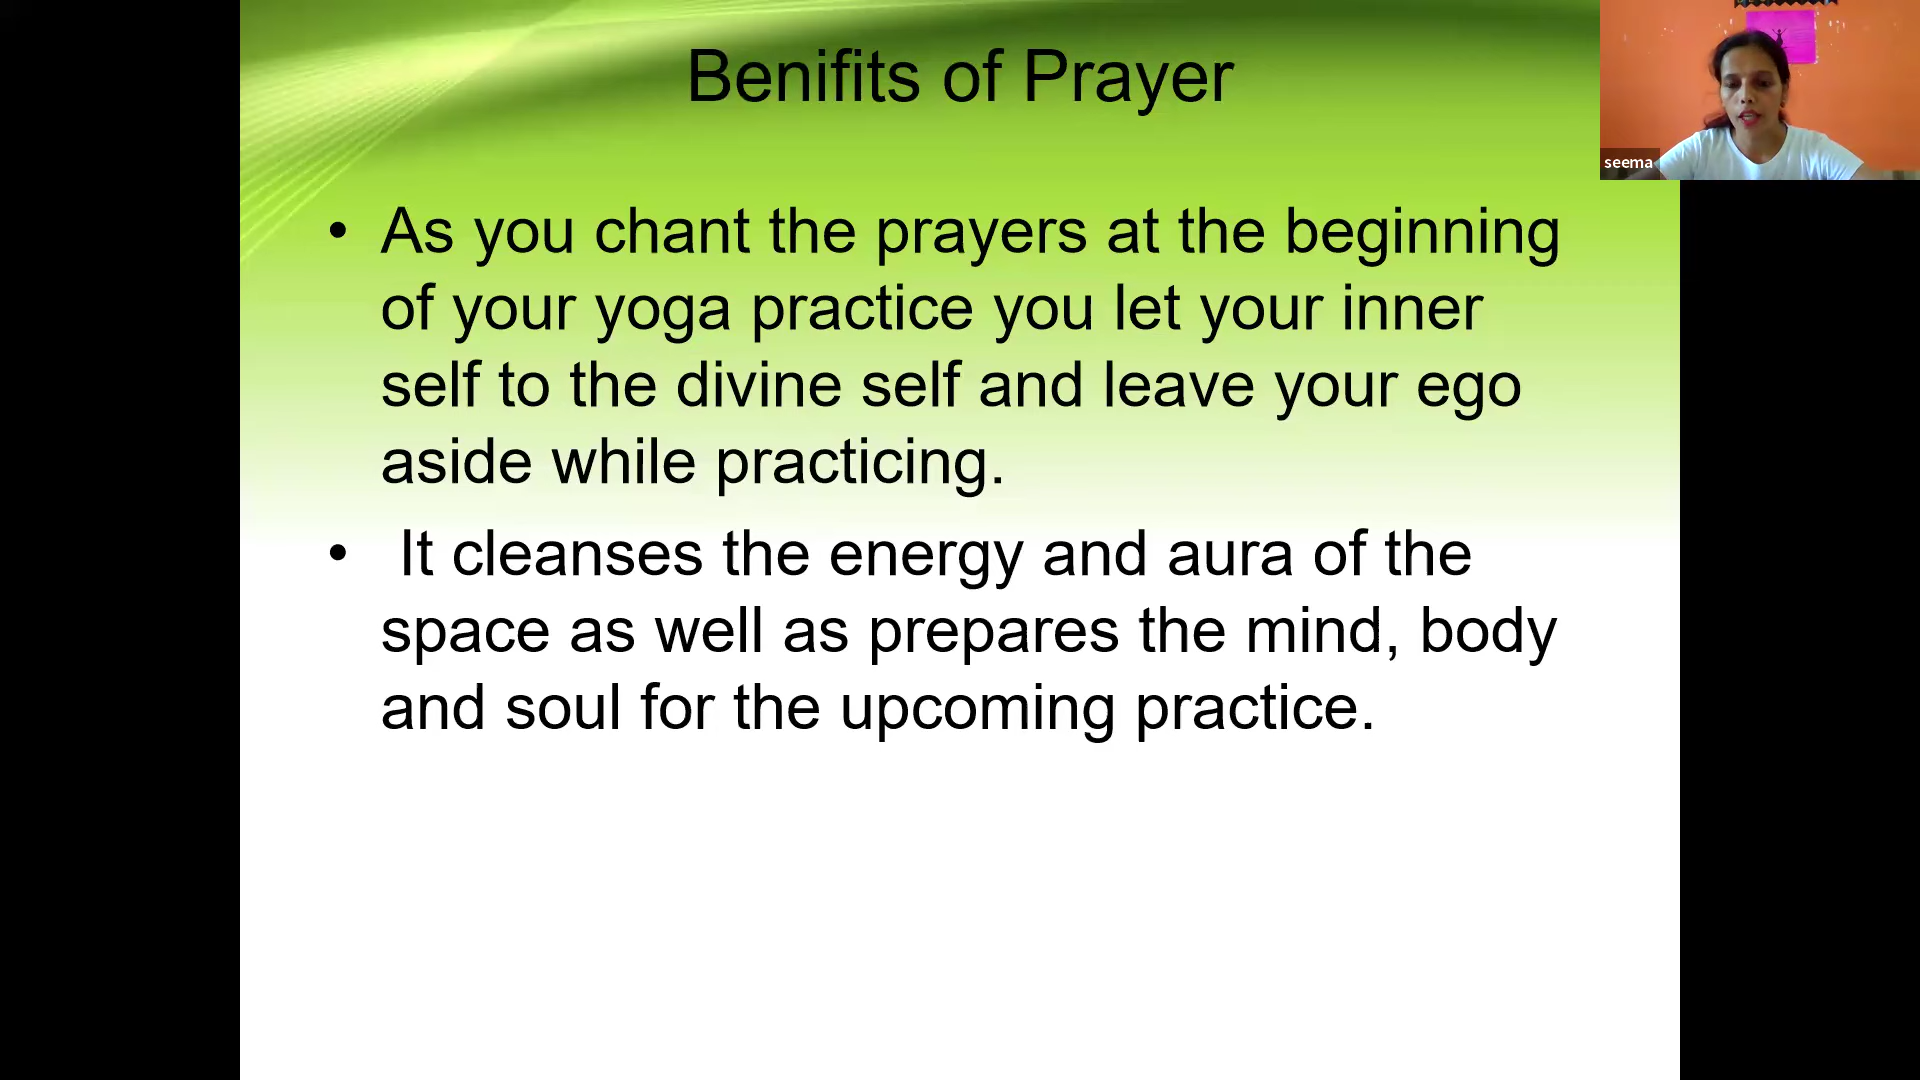 Benifits of Prayer
seema
• As you chant the prayers at the beginning
of your yoga practice you let your inner
self to the divine self and leave your ego
aside while practicing.
• It cleanses the energy and aura of the
space as well as prepares the mind, body
and soul for the upcoming practice.